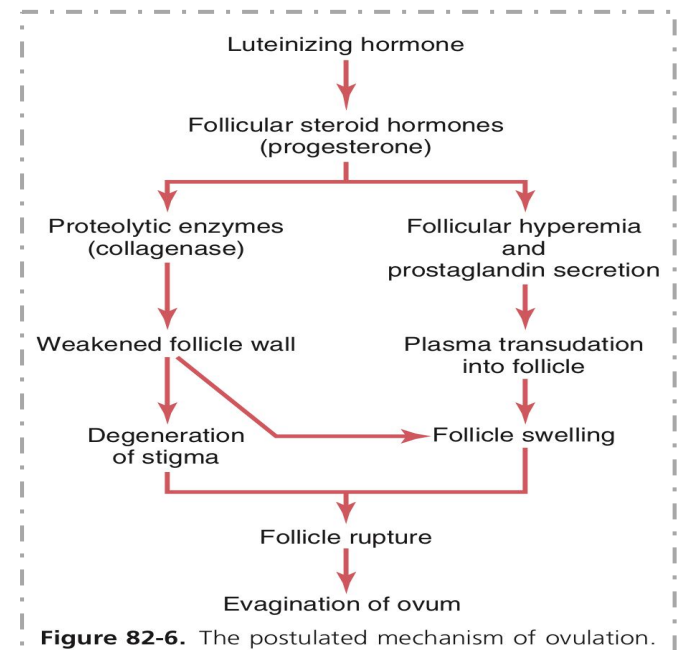 Luteinizing hormone
Follicular steroid hormones
(progesterone)
Proteolytic enzymes
(collagenase)
Follicular hyperemia
and
prostaglandin secretion
Weakened follicle wall
Plasma transudation
into follicle
Degeneration
of stigma
Follicle swelling
Follicle rupture
Evagination of ovum
Figure 82-6. The postulated mechanism of ovulation.